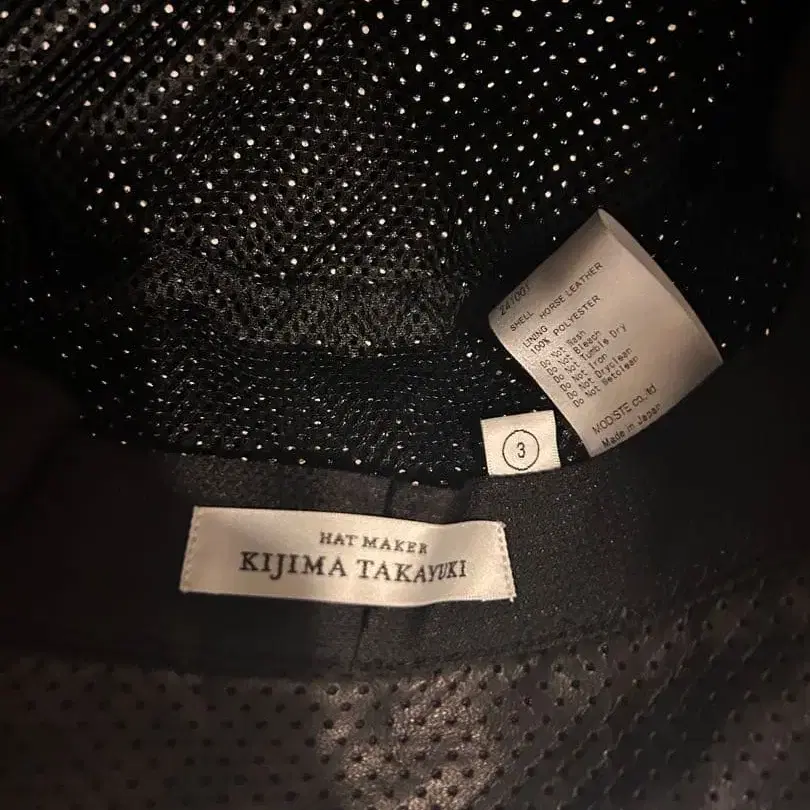 241001
SHELL HORSE LEATHER
LINING
100% POLYESTER
Do Not Wash
Do Not Bleach
Do Not Tumble Dry
Do Not Iron
Do Not Dryclean
Do Not Wetclean
MODISTE co.,ltd
Made in Japan
3
HAT MAKER
KIJIMA TAKAYUKI